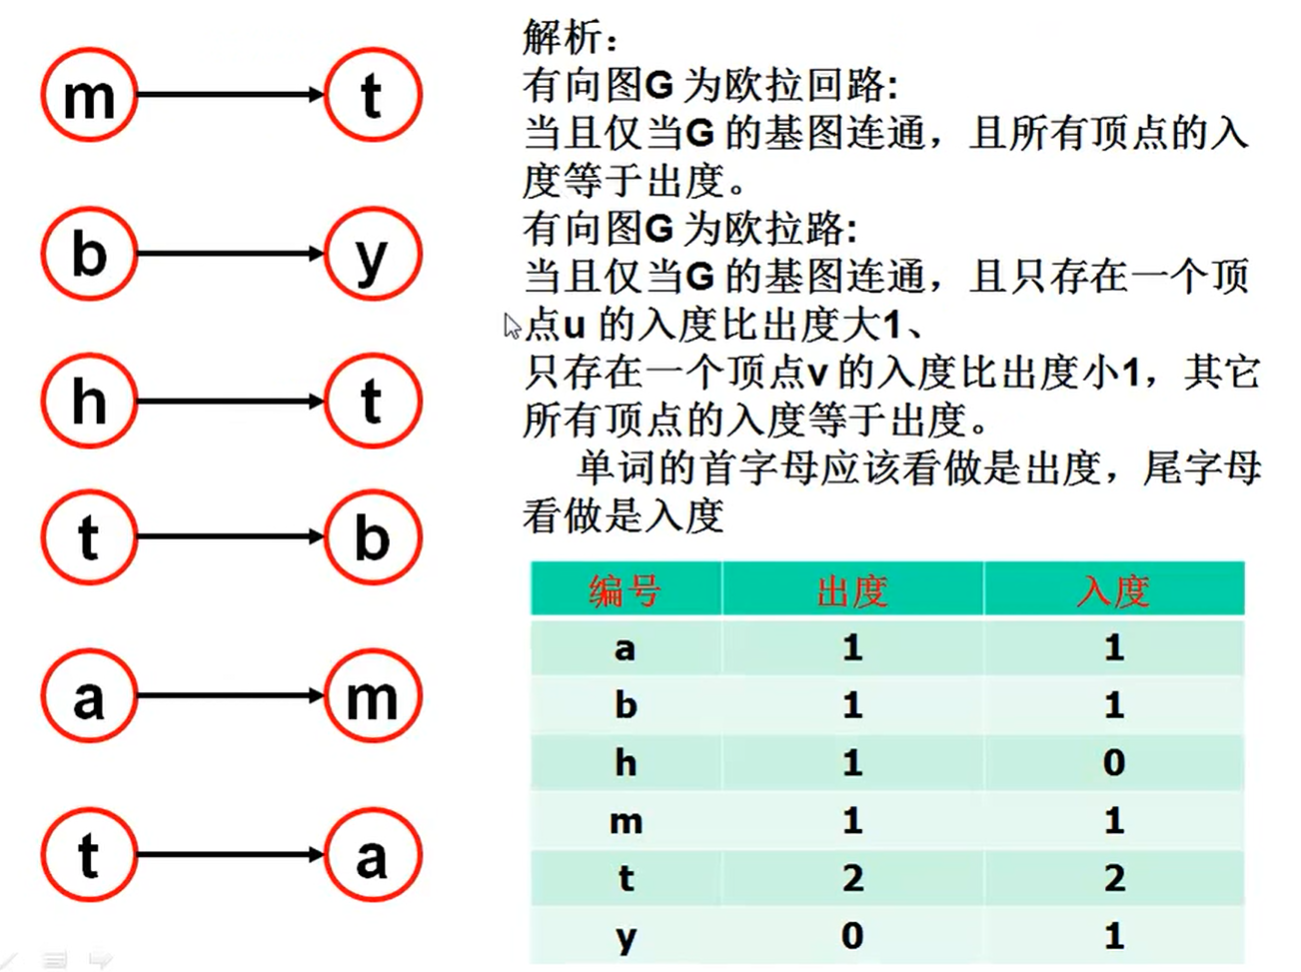 m t
b y
h t
t b
a m
t a
解析：
有向图G 为欧拉回路:
当且仅当G 的基图连通，且所有顶点的入
度等于出度。
有向图G 为欧拉路:
当且仅当G 的基图连通，且只存在一个顶
点u 的入度比出度大1、
只存在一个顶点v 的入度比出度小1，其它
所有顶点的入度等于出度。
单词的首字母应该看做是出度，尾字母
看做是入度
编号 出度 入度
a 1 1
b 1 1
h 1 0
m 1 1
t 2 2
y 0 1